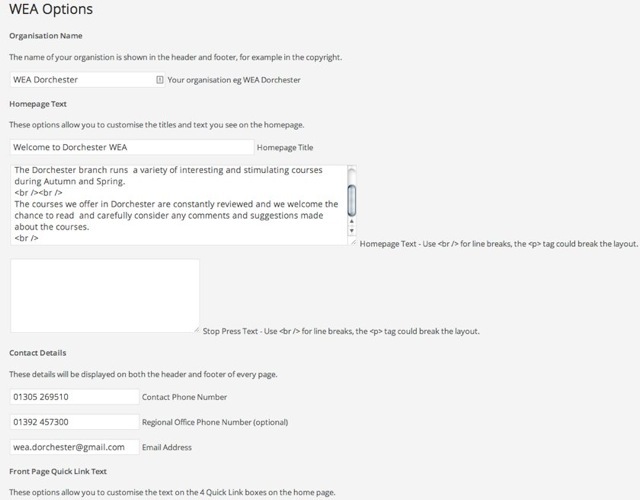 WEA Options
Organisation Name
The name of your organistion is shown in the header and footer, for example in the copyright.
WEA Dorchester Your organisation eg WEA Dorchester
Homepage Text
These options allow you to customise the titles and text you see on the homepage.
Welcome to Dorchester WEA Homepage Title
The Dorchester branch runs  a variety of interesting and stimulating courses
during Autumn and Spring.
<br /><br />
The courses we offer in Dorchester are constantly reviewed and we welcome the
chance to read  and carefully consider any comments and suggestions made
about the courses.
<br />
Homepage Text - Use <br /> for line breaks, the <p> tag could break the layout.
Stop Press Text - Use <br /> for line breaks, the <p> tag could break the layout.
Contact Details
These details will be displayed on both the header and footer of every page.
01305 269510 Contact Phone Number
01392 457300 Regional Office Phone Number (optional)
wea.dorchester@gmail.com Email Address
Front Page Quick Link Text
These options allow you to customise the text on the 4 Quick Link boxes on the home page.